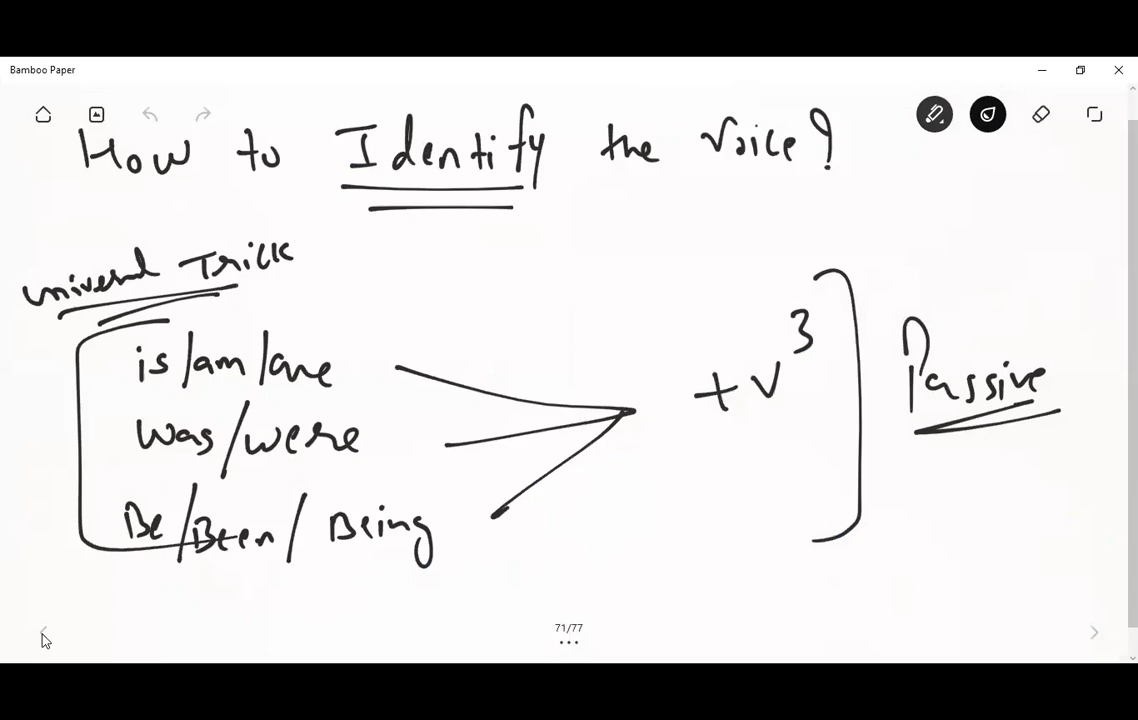 Bamboo Paper
How to Identify the Voice?
Universal Trick
is/am/are
was/were
Be/Been/Being
+V³
Passive
71/77